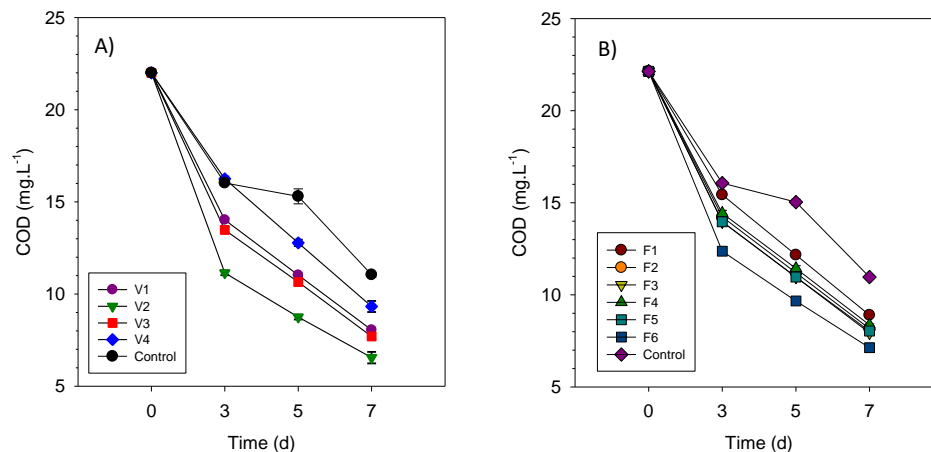 A)
25
20
15
10
5
COD (mg.L⁻¹)
V1
V2
V3
V4
Control
0 3 5 7
Time (d)
B)
25
20
15
10
5
COD (mg.L⁻¹)
F1
F2
F3
F4
F5
F6
Control
0 3 5 7
Time (d)